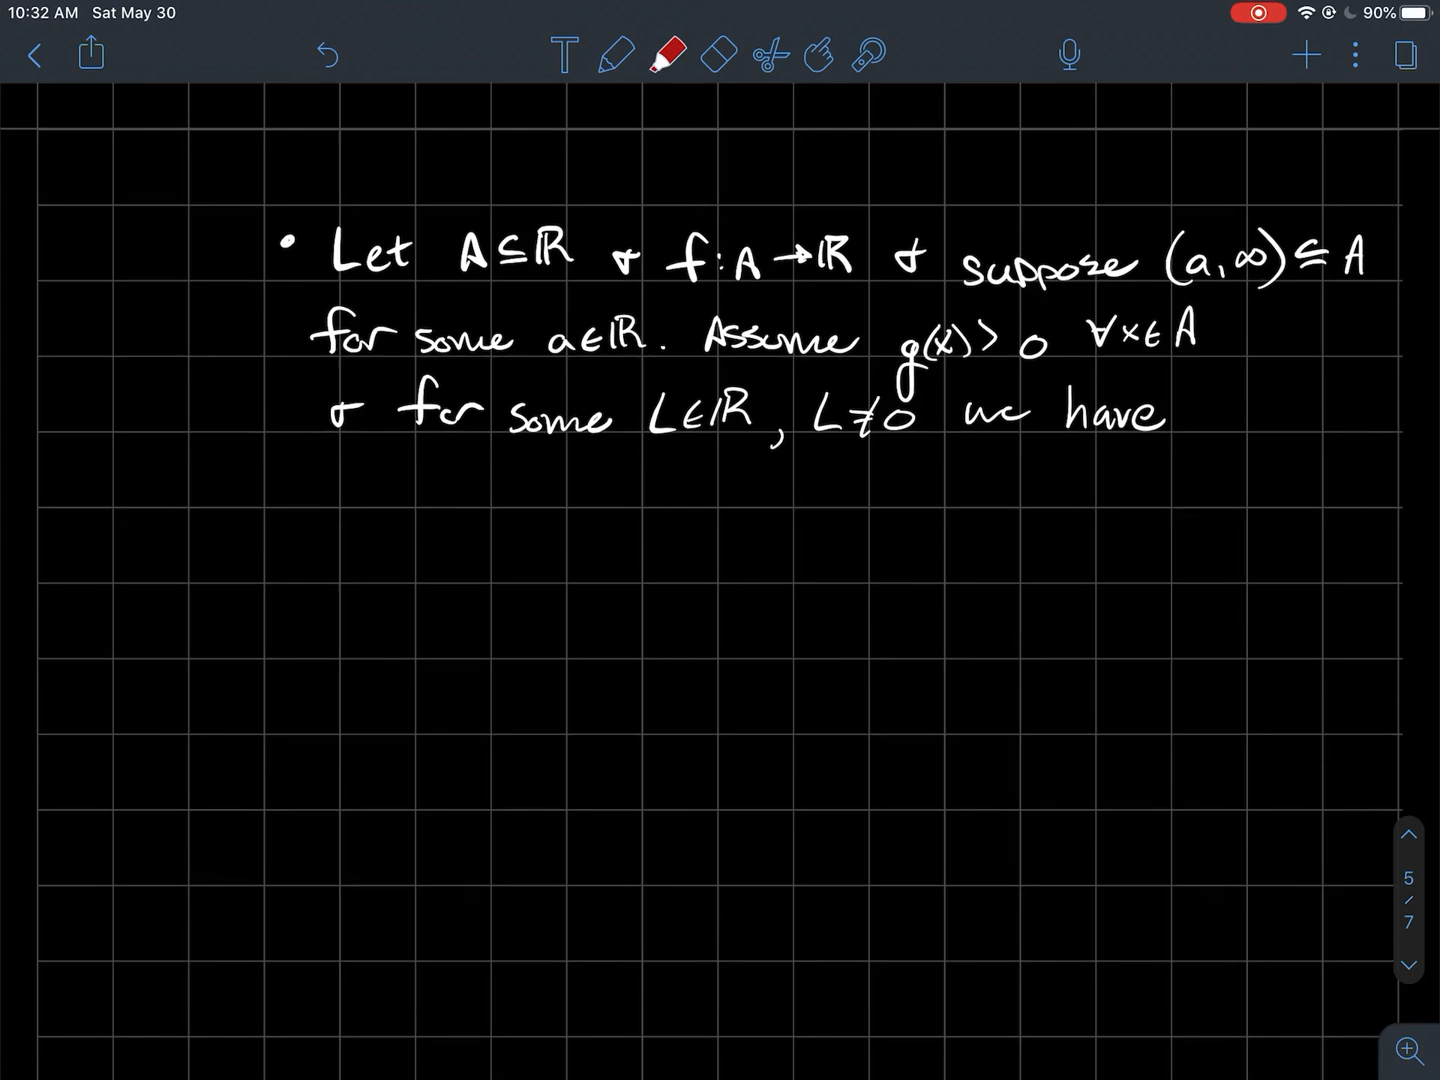 10:32 AM Sat May 30
90%
• Let A ⊆ ℝ & f: A → ℝ & suppose (a, ∞) ⊆ A
for some a ∈ ℝ. Assume g(x) > 0 ∀x ∈ A
& for some L ∈ ℝ, L ≠ 0 we have
5
/
7